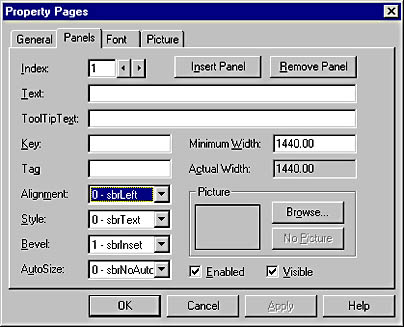 Property Pages
General Panels Font Picture
Index: 1 Insert Panel Remove Panel
Text:
ToolTipText:
Key: Minimum Width: 1440.00
Tag Actual Width: 1440.00
Alignment: 0 - sbrLeft Picture
Style: 0 - sbrText Browse...
Bevel: 1 - sbrInset No Picture
AutoSize: 0 - sbrNoAuto Enabled Visible
OK Cancel Apply Help